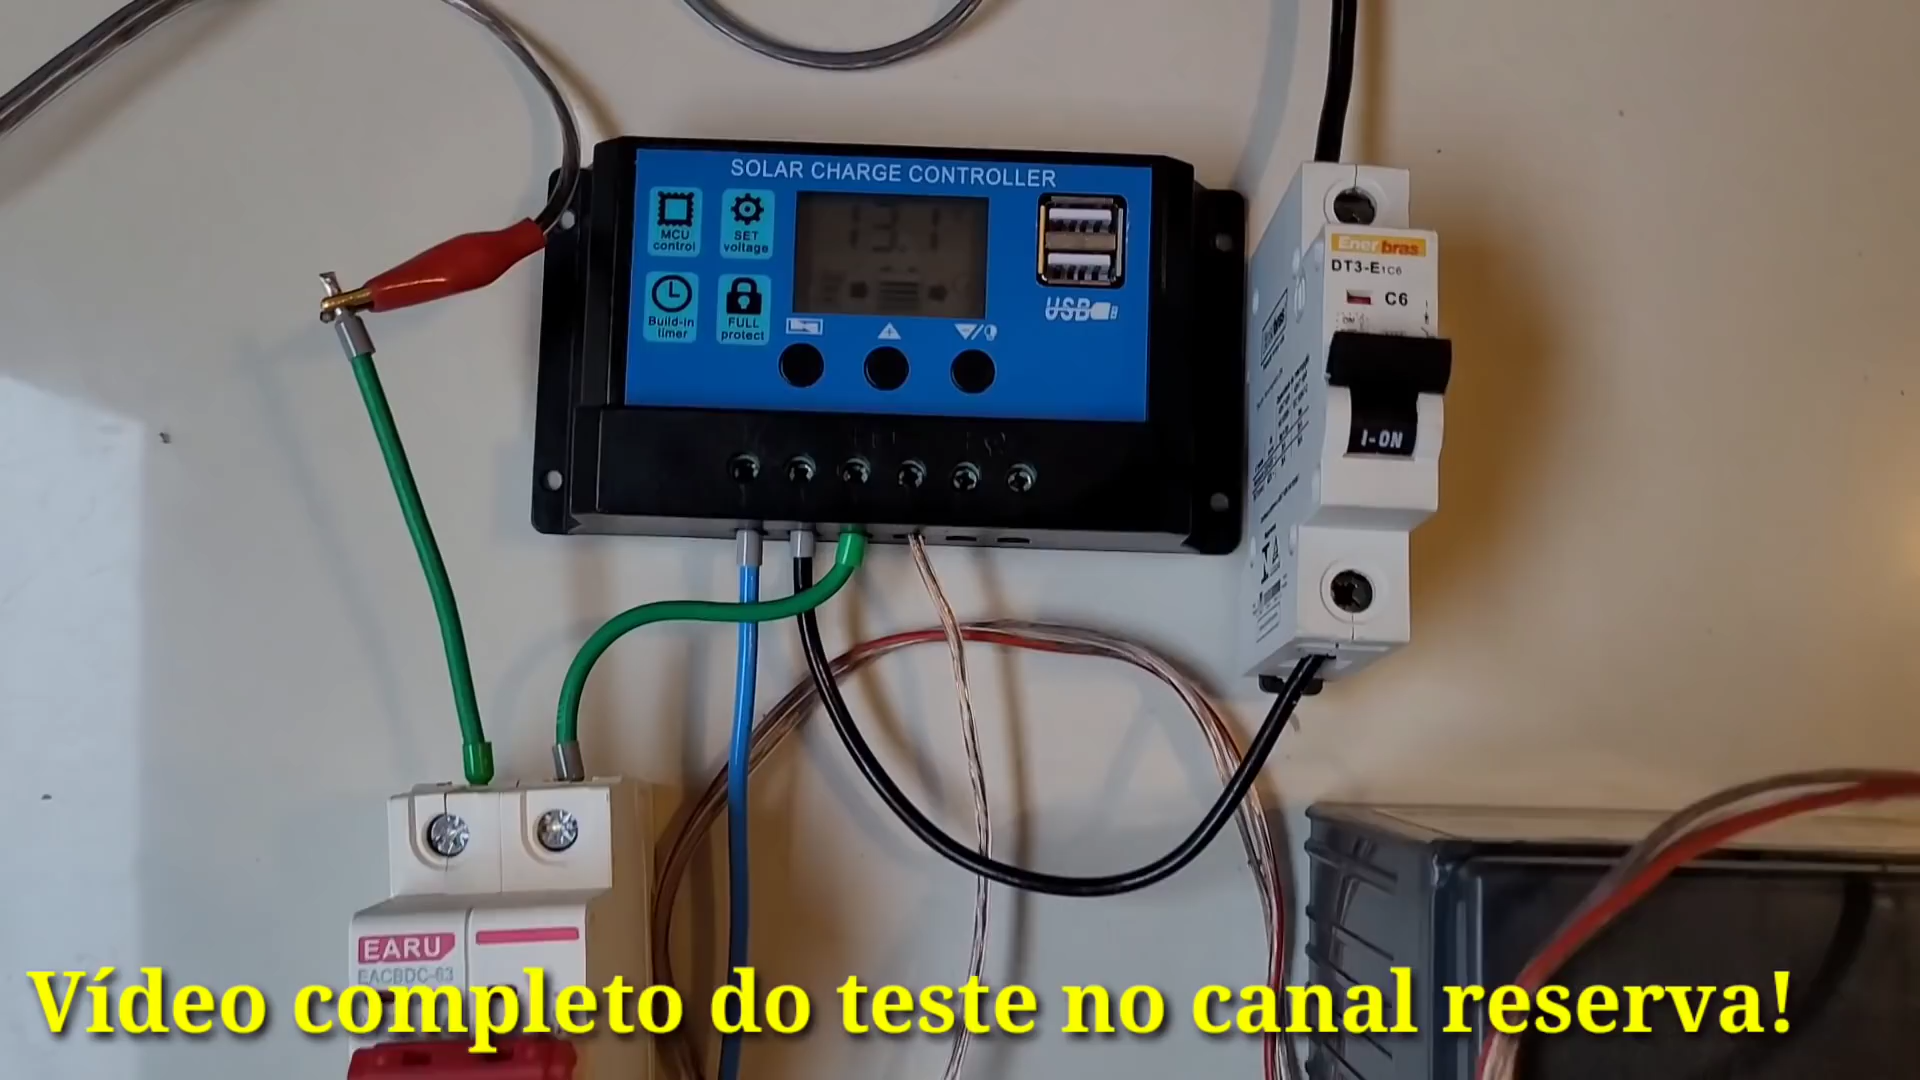 SOLAR CHARGE CONTROLLER
MCU
control
SET
voltage
13.1
Build-in
timer
FULL
protect
USB
Enerbras
DT3-E1C6
C6
I-ON
EARU
EACBDC-63
Vídeo completo do teste no canal reserva!